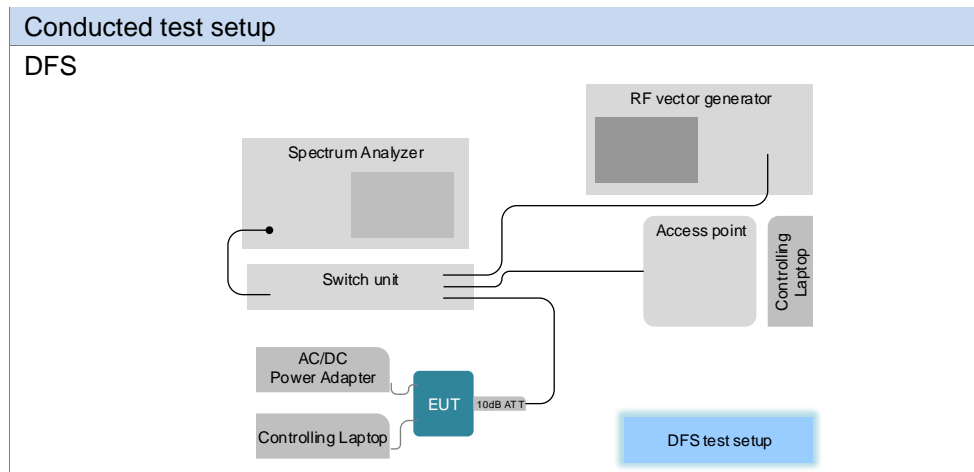 Conducted test setup
DFS
RF vector generator
Spectrum Analyzer
Access point
Controlling
Laptop
Switch unit
AC/DC
Power Adapter
EUT
10dB ATT
Controlling Laptop
DFS test setup